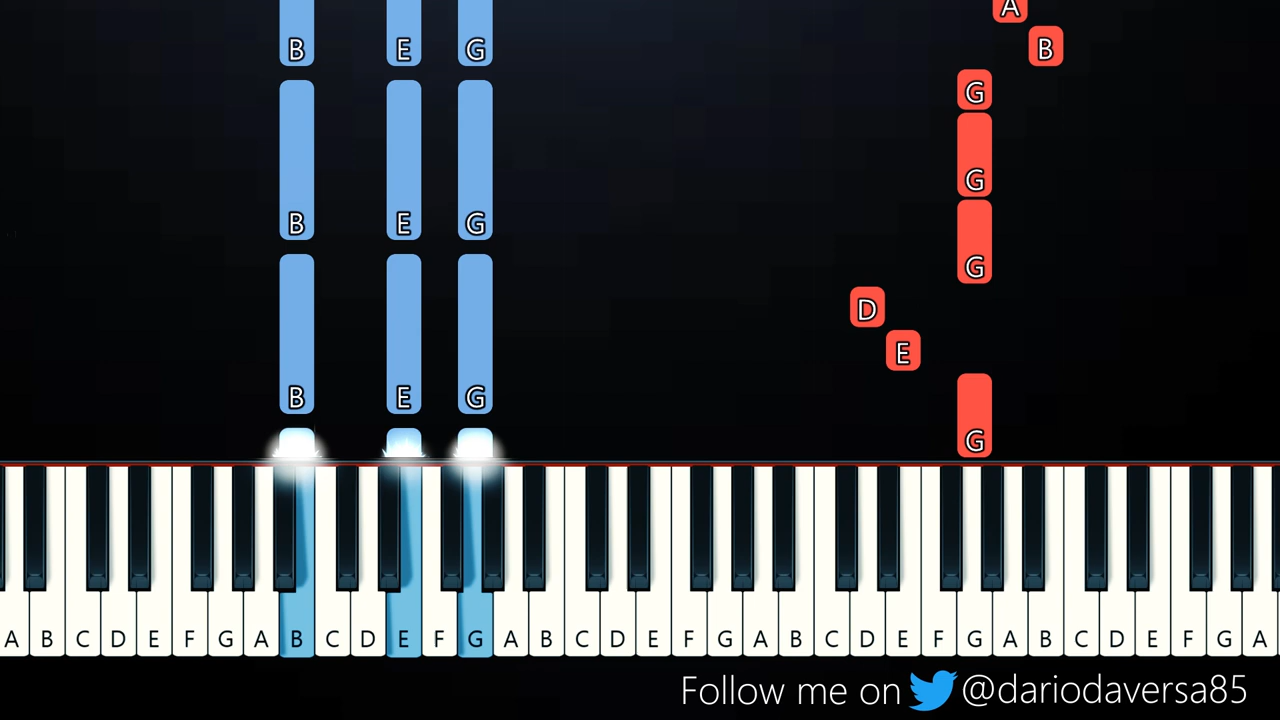 A
B E G B
G
B E G G
G
D
E
B E G G
A B C D E F G A B C D E F G A B C D E F G A B C D E F G A B C D E F G A
Follow me on @dariodaversa85